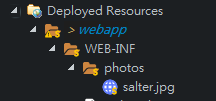 Deployed Resources
> webapp
WEB-INF
photos
salter.jpg